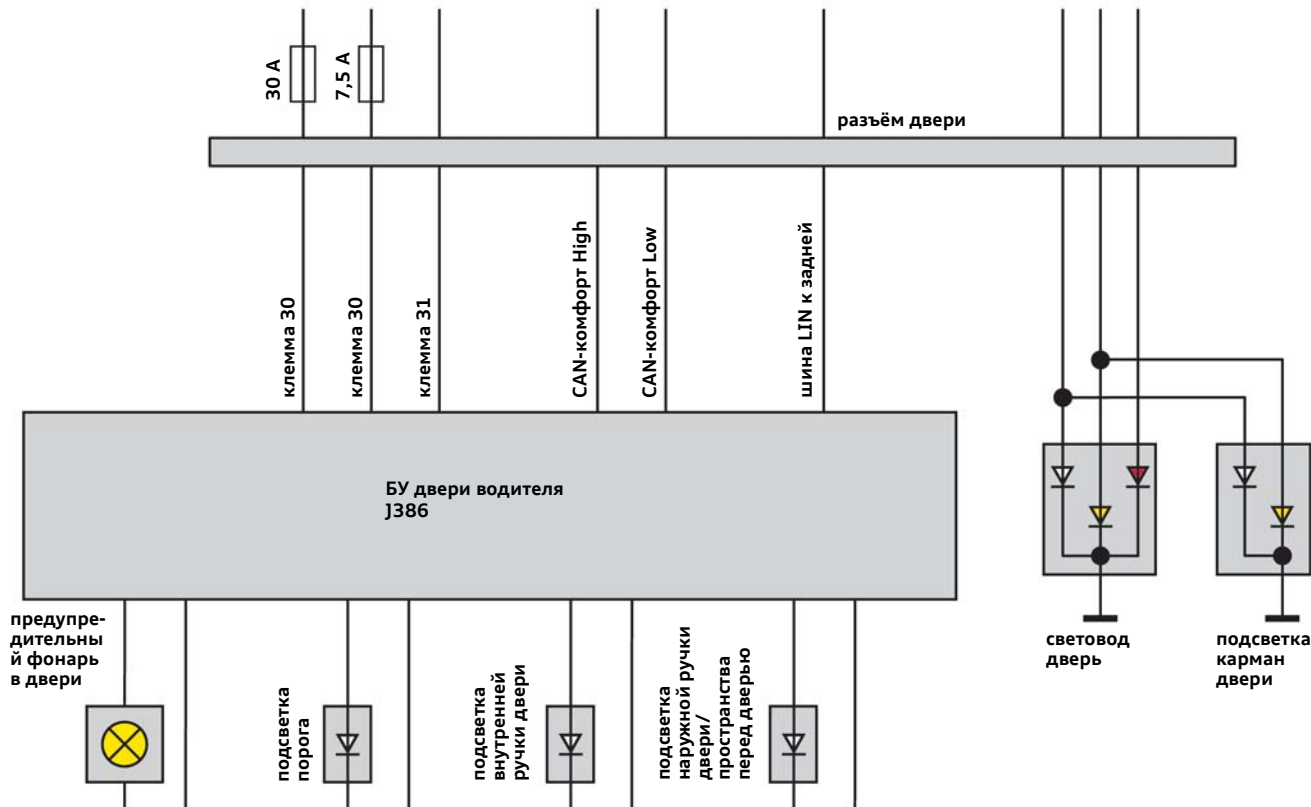 30 А
7,5 А
разъём двери
клемма 30
клемма 30
клемма 31
CAN-комфорт High
CAN-комфорт Low
шина LIN к задней
БУ двери водителя
J386
предупре-
дительны
й фонарь
в двери
подсветка
порога
подсветка
внутренней
ручки двери
подсветка
наружной ручки
двери/
пространства
перед дверью
световод
дверь
подсветка
карман
двери